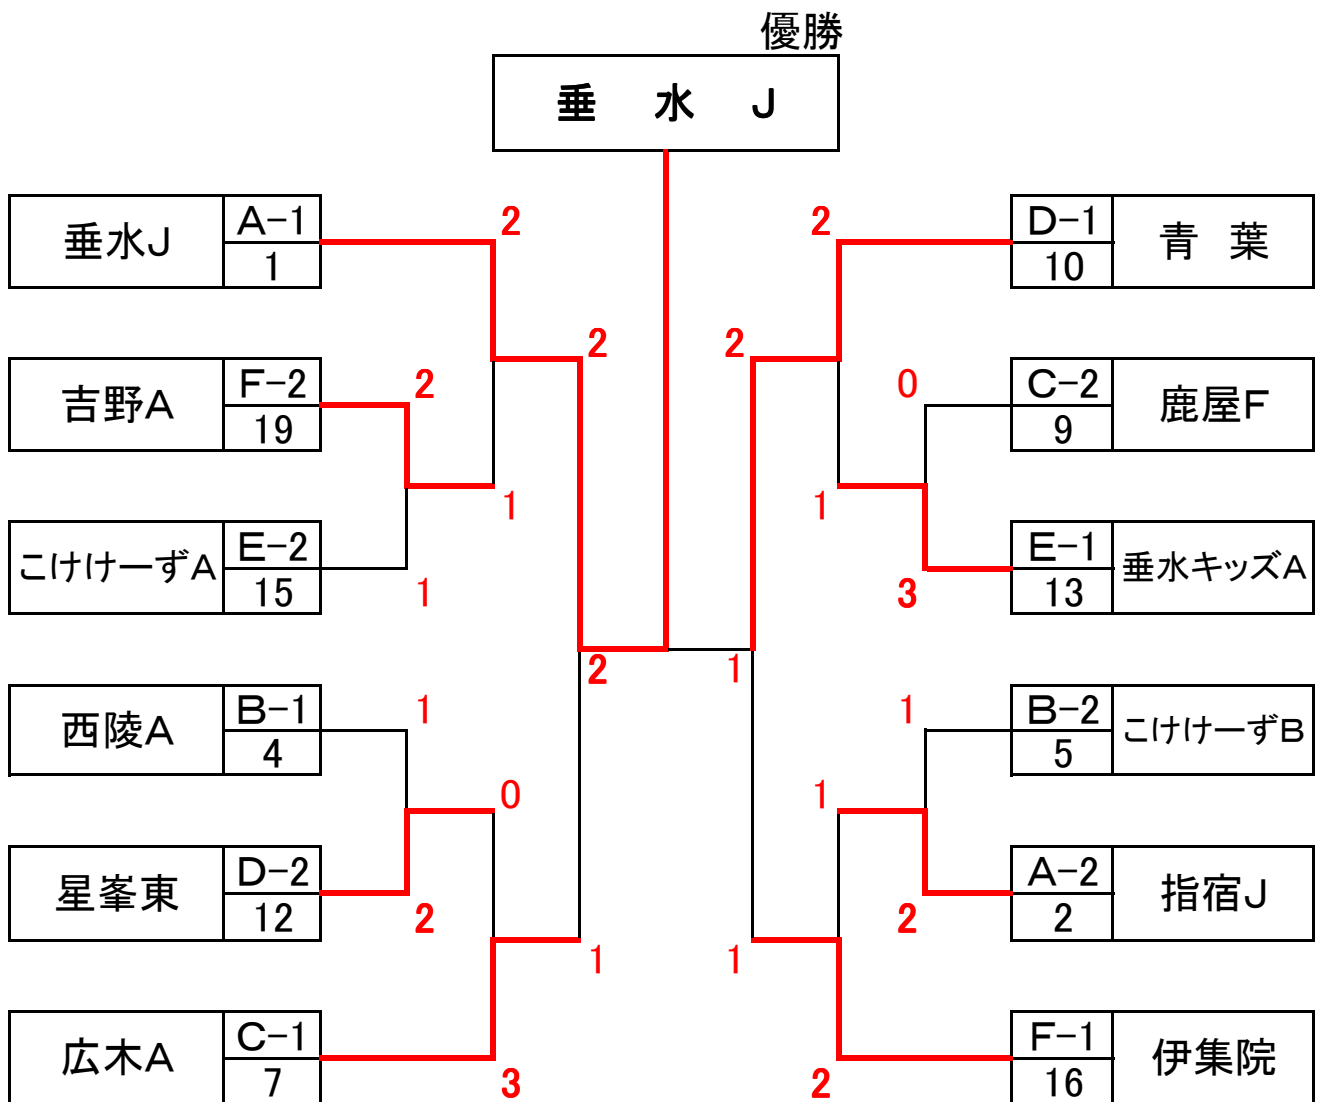 優勝
垂 水 J
垂水J A-1 1
2 2
D-1 10 青 葉
2 2
吉野A F-2 19
2
0
C-2 9 鹿屋F
1 1
こけけーずA E-2 15
1
3
E-1 13 垂水キッズA
2 1
西陵A B-1 4
1
1
B-2 5 こけけーずB
0 1
星峯東 D-2 12
2
2
A-2 2 指宿J
1 1
広木A C-1 7
3 2
F-1 16 伊集院